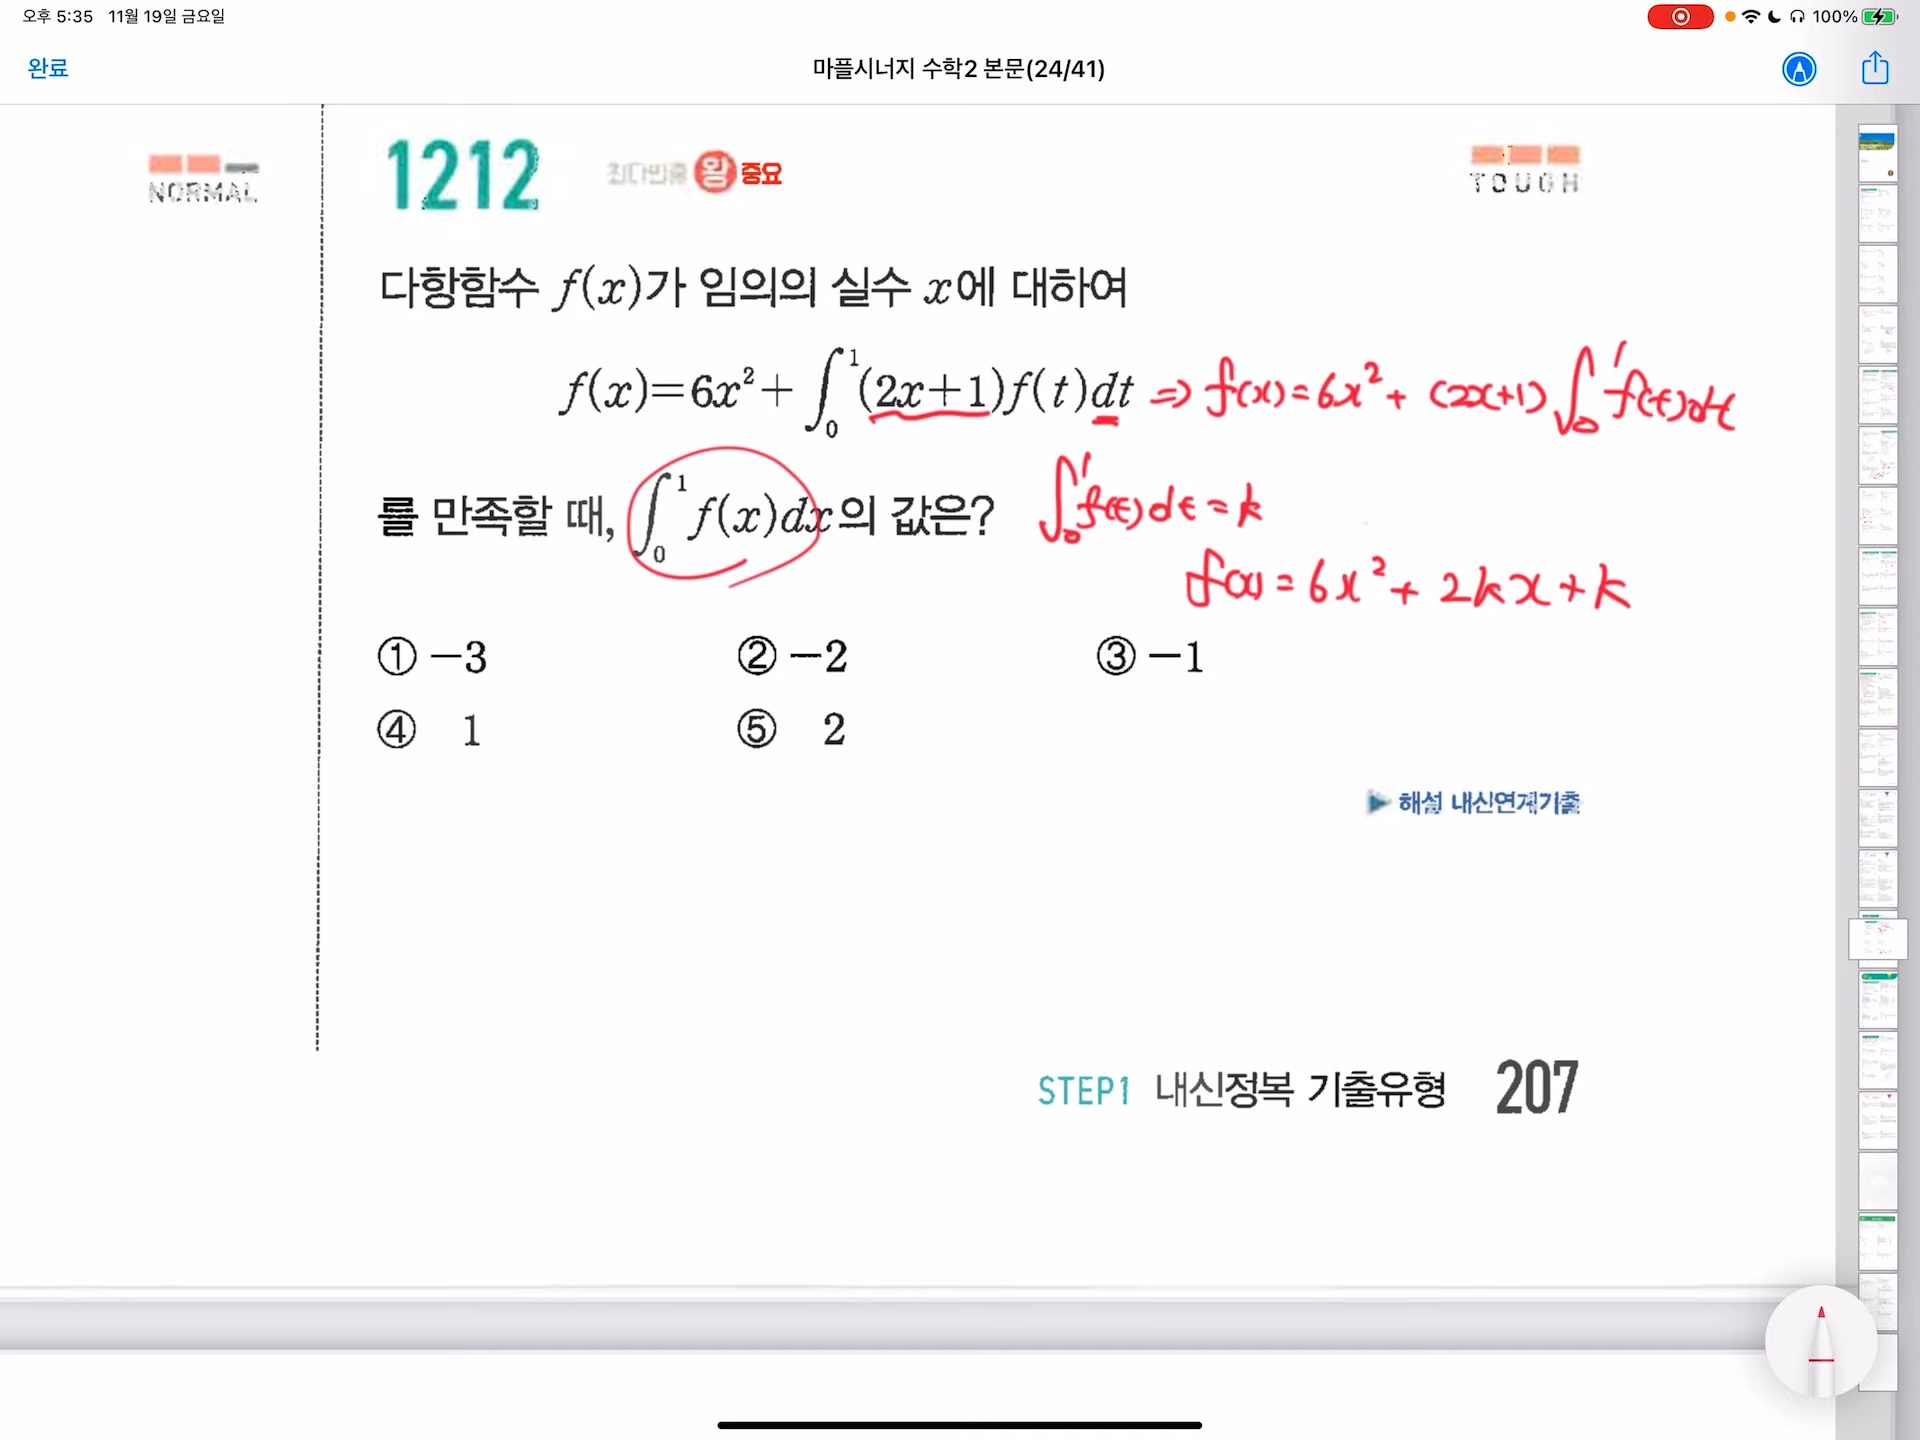 오후 5:35 11월 19일 금요일
100%
완료
마플시너지 수학2 본문(24/41)
NORMAL
1212 최다빈출 왕 중요
TOUGH
다항함수 f(x)가 임의의 실수 x에 대하여
f(x)=6x²+∫₀¹(2x+1)f(t)dt ⇒ f(x)=6x²+(2x+1)∫₀¹f(t)dt
를 만족할 때, ∫₀¹f(x)dx의 값은? ∫₀¹f(t)dt=k
f(x)=6x²+2kx+k
① −3 ② −2 ③ −1
④ 1 ⑤ 2
▶ 해설 내신연계기출
STEP1 내신정복 기출유형 207